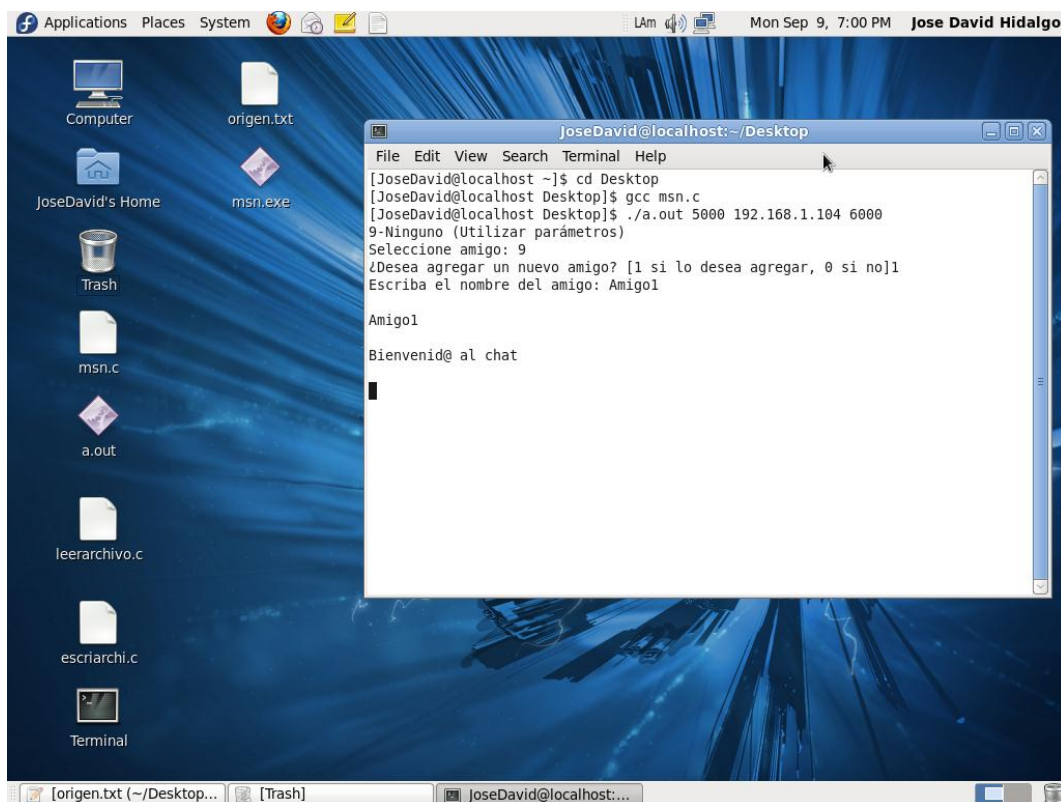 Applications Places System
LAm
Mon Sep 9, 7:00 PM
Jose David Hidalgo
Computer
origen.txt
JoseDavid's Home
msn.exe
Trash
msn.c
a.out
leerarchivo.c
escriarchi.c
Terminal
JoseDavid@localhost:~/Desktop
File Edit View Search Terminal Help
[JoseDavid@localhost ~]$ cd Desktop
[JoseDavid@localhost Desktop]$ gcc msn.c
[JoseDavid@localhost Desktop]$ ./a.out 5000 192.168.1.104 6000
9-Ninguno (Utilizar parámetros)
Seleccione amigo: 9
¿Desea agregar un nuevo amigo? [1 si lo desea agregar, 0 si no]1
Escriba el nombre del amigo: Amigo1
Amigo1
Bienvenid@ al chat
[origen.txt (~/Desktop...
[Trash]
JoseDavid@localhost:...